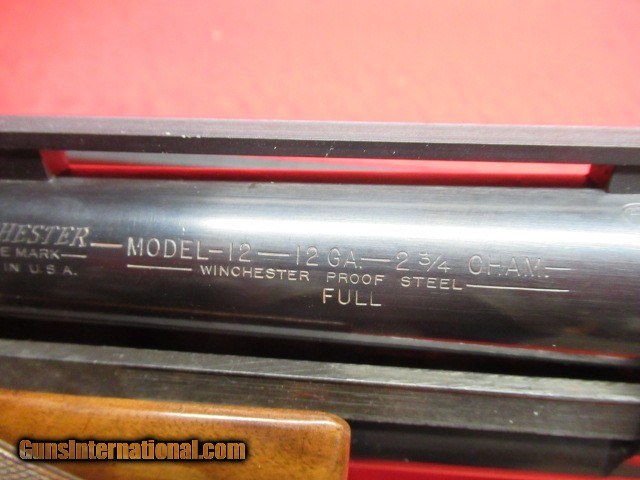 HESTER — MODEL-12 — 12 GA. — 2 3/4 CHAM. —
E MARK
IN U.S.A.
WINCHESTER PROOF STEEL
FULL
GunsInternational.com